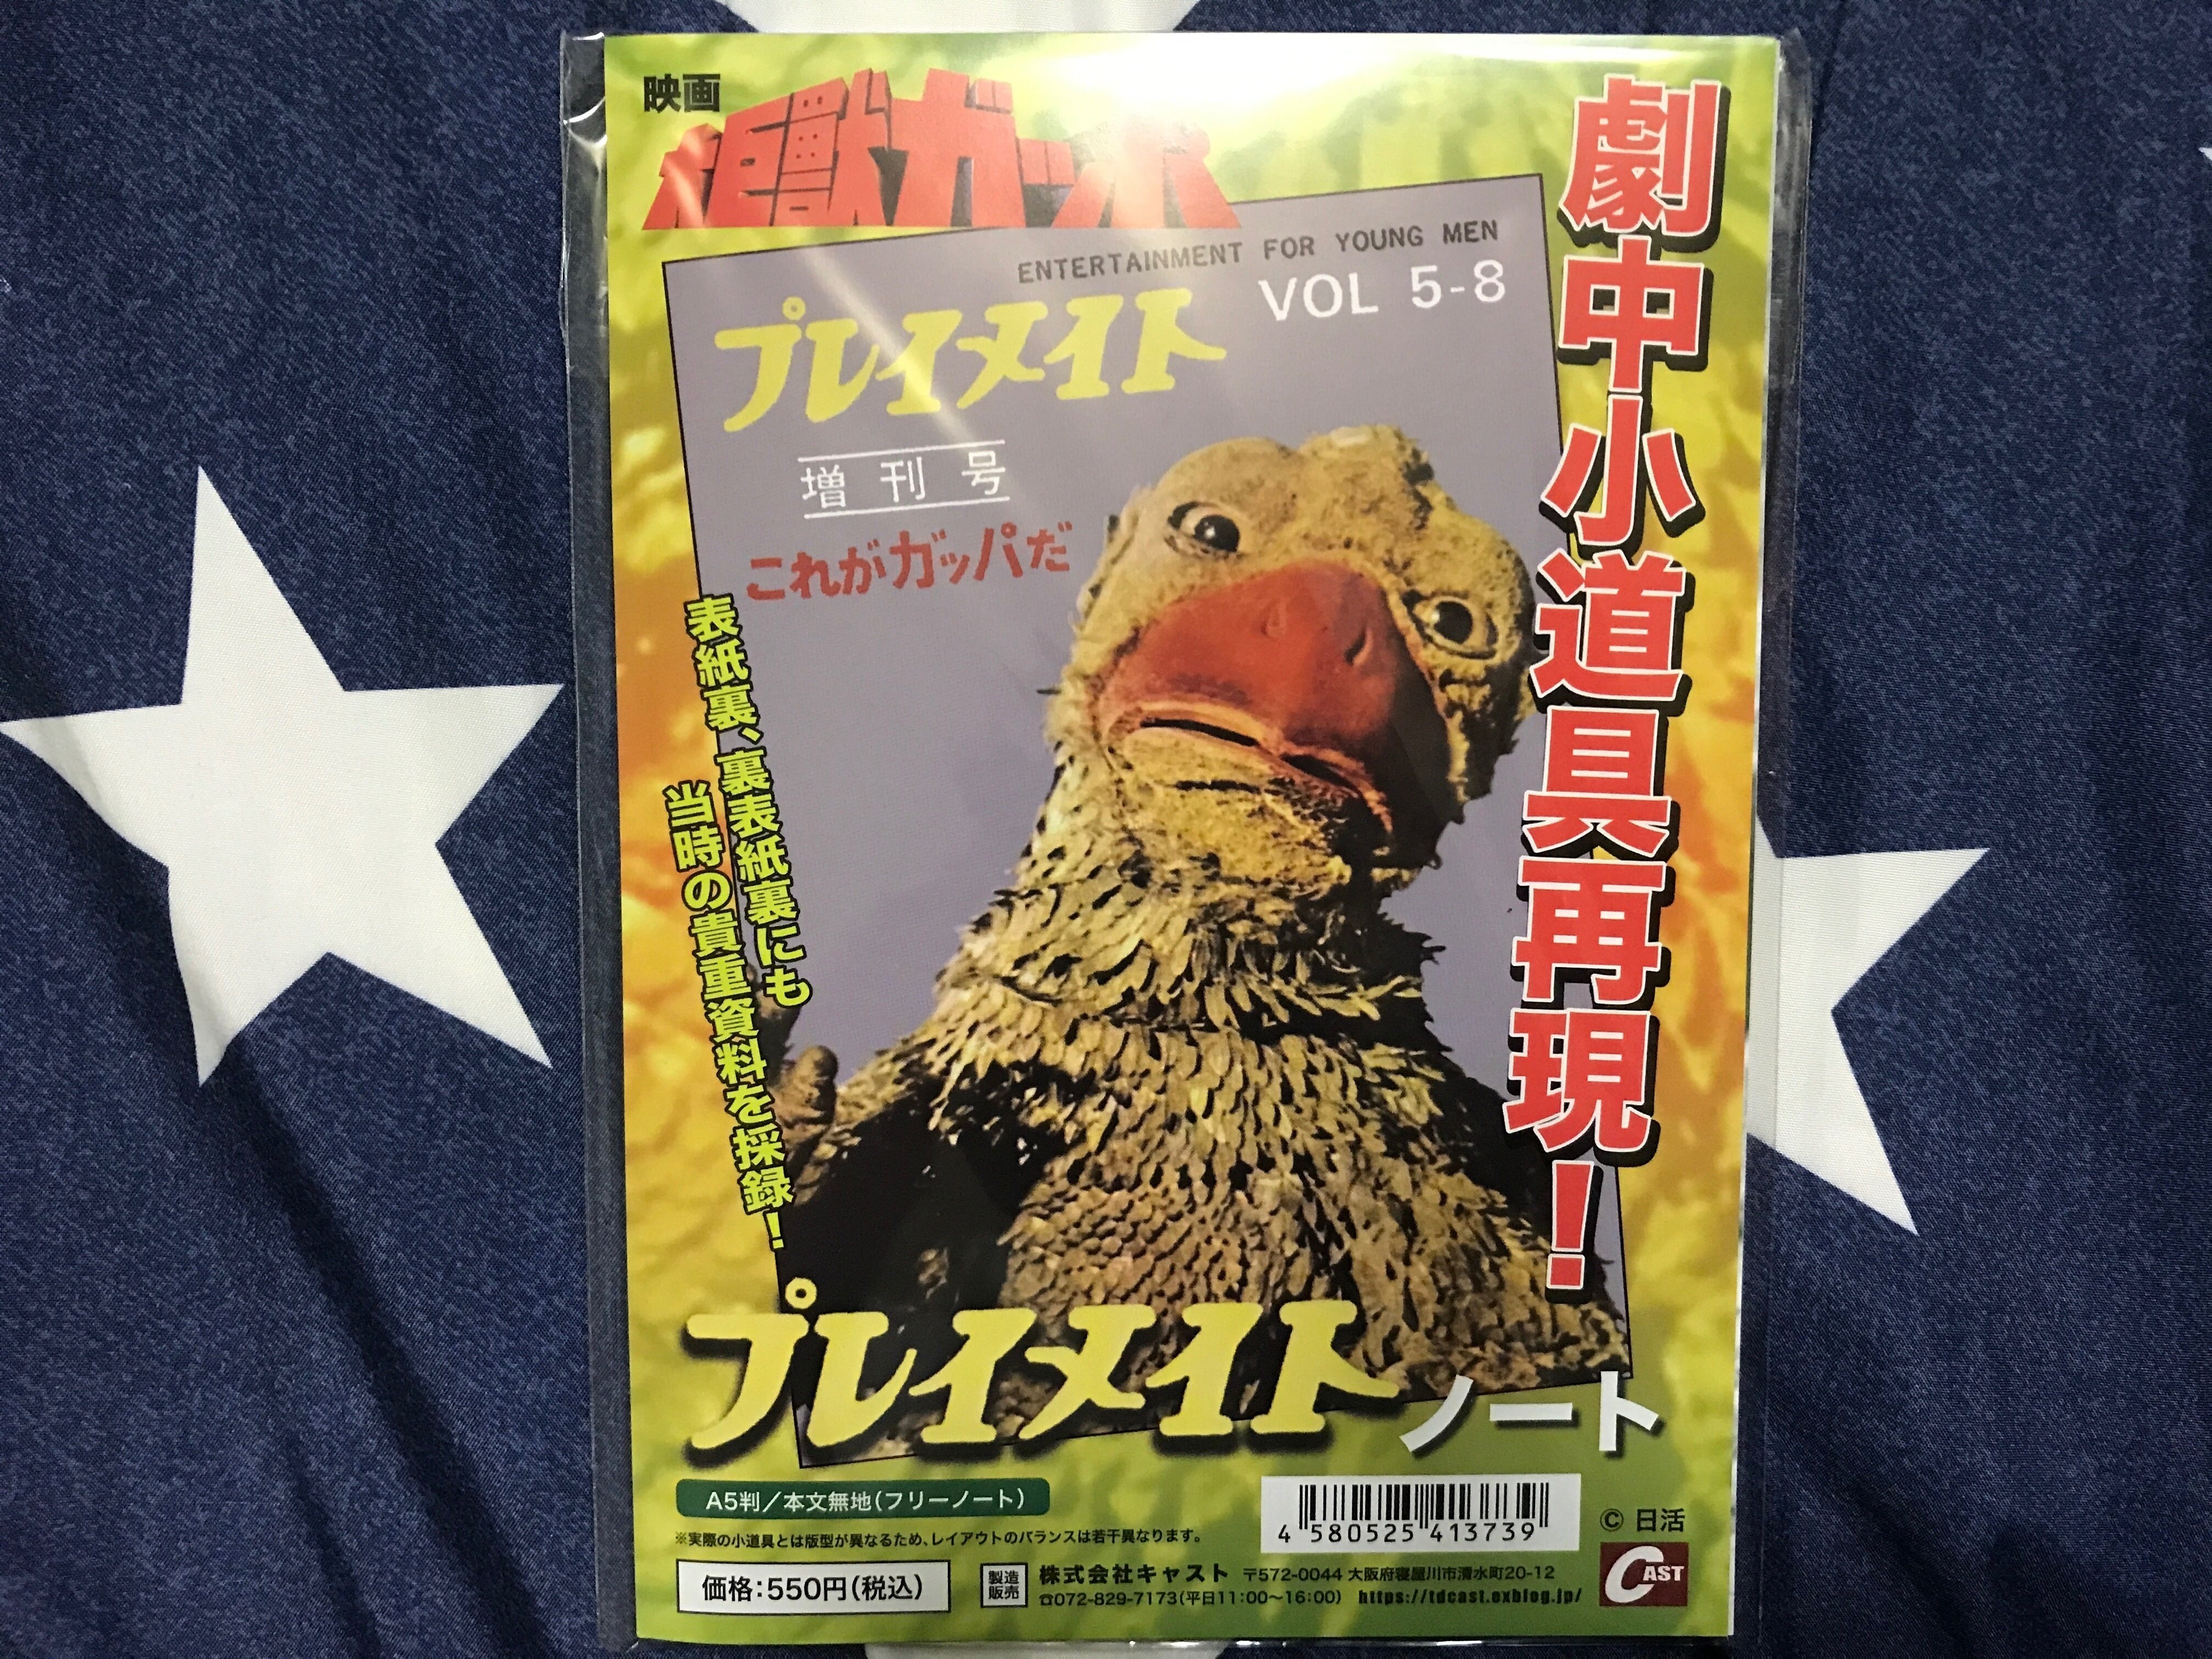 映画
大巨獣ガッパ
劇中小道具再現！
ENTERTAINMENT FOR YOUNG MEN
VOL 5-8
プレイメイト
増刊号
これがガッパだ
表紙裏、裏表紙裏にも
当時の貴重資料を採録！
プレイメイト ノート
A5判／本文無地（フリーノート）
※実際の小道具とは版型が異なるため、レイアウトのバランスは若干異なります。
価格：550円（税込）
4 580525 413739
© 日活
製造
販売
株式会社キャスト 〒572-0044 大阪府寝屋川市清水町20-12
☎072-829-7173（平日11：00〜16：00） https://tdcast.exblog.jp/
CAST